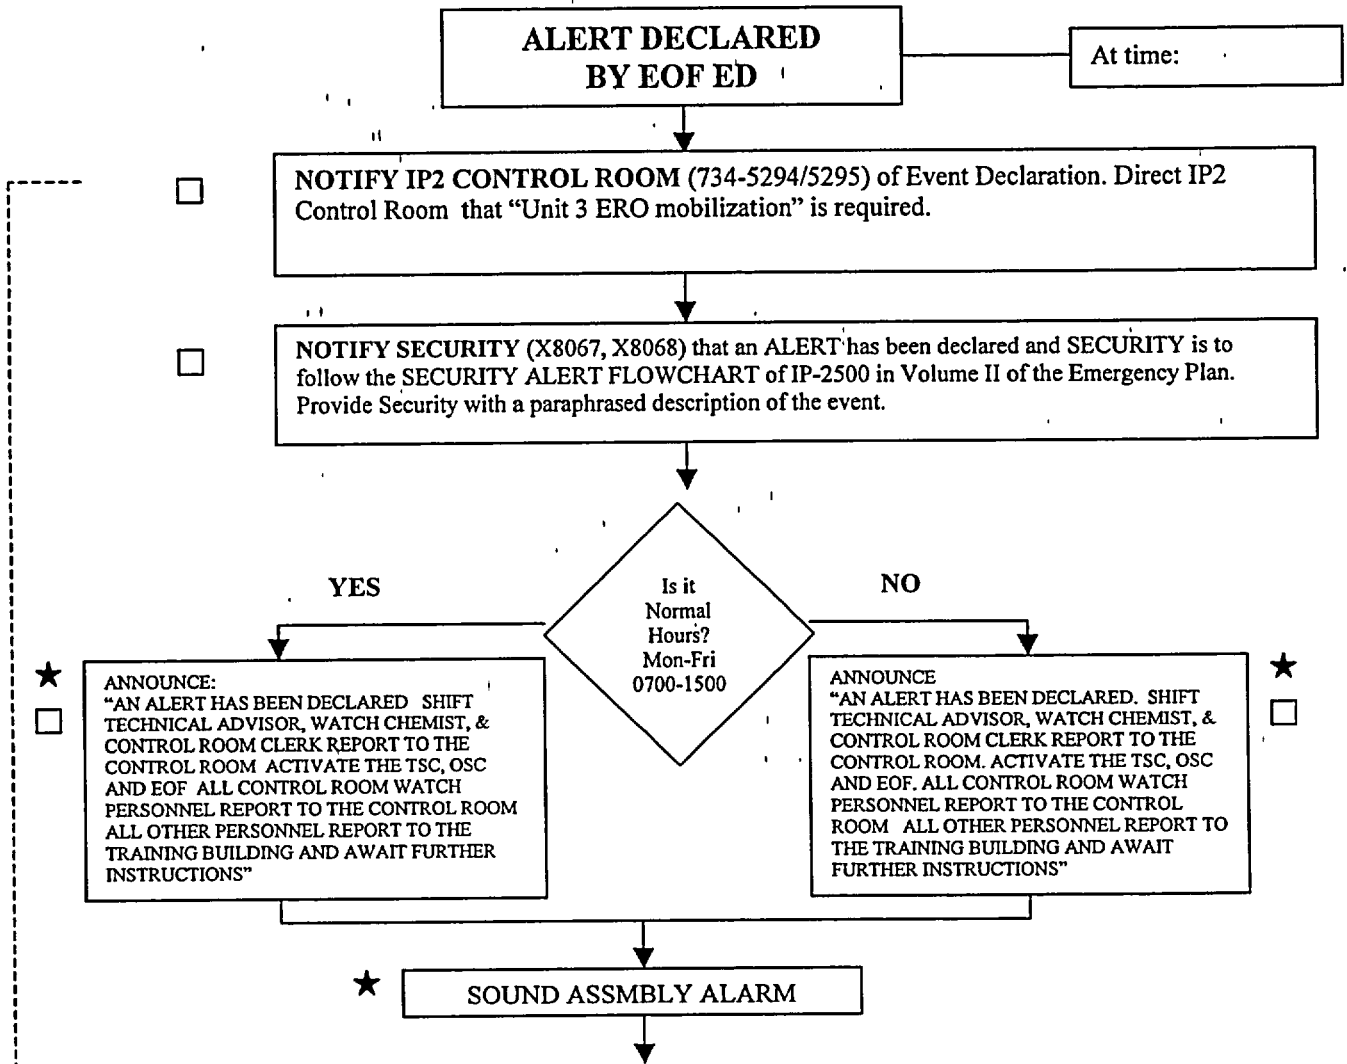 ALERT DECLARED
BY EOF ED
At time:
NOTIFY IP2 CONTROL ROOM (734-5294/5295) of Event Declaration. Direct IP2
Control Room that “Unit 3 ERO mobilization” is required.
NOTIFY SECURITY (X8067, X8068) that an ALERT has been declared and SECURITY is to
follow the SECURITY ALERT FLOWCHART of IP-2500 in Volume II of the Emergency Plan.
Provide Security with a paraphrased description of the event.
YES
Is it
Normal
Hours?
Mon-Fri
0700-1500
NO
ANNOUNCE:
“AN ALERT HAS BEEN DECLARED SHIFT
TECHNICAL ADVISOR, WATCH CHEMIST, &
CONTROL ROOM CLERK REPORT TO THE
CONTROL ROOM ACTIVATE THE TSC, OSC
AND EOF ALL CONTROL ROOM WATCH
PERSONNEL REPORT TO THE CONTROL ROOM
ALL OTHER PERSONNEL REPORT TO THE
TRAINING BUILDING AND AWAIT FURTHER
INSTRUCTIONS”
ANNOUNCE
“AN ALERT HAS BEEN DECLARED. SHIFT
TECHNICAL ADVISOR, WATCH CHEMIST, &
CONTROL ROOM CLERK REPORT TO THE
CONTROL ROOM. ACTIVATE THE TSC, OSC
AND EOF. ALL CONTROL ROOM WATCH
PERSONNEL REPORT TO THE CONTROL
ROOM ALL OTHER PERSONNEL REPORT TO
THE TRAINING BUILDING AND AWAIT
FURTHER INSTRUCTIONS”
SOUND ASSMBLY ALARM